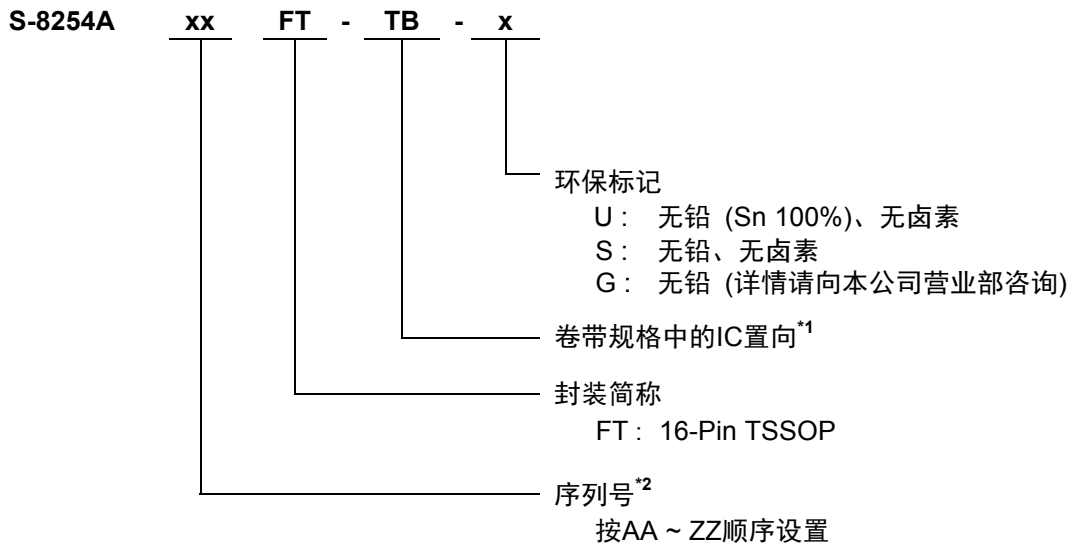 S-8254A xx FT - TB - x
环保标记
U : 无铅 (Sn 100%)、无卤素
S : 无铅、无卤素
G : 无铅 (详情请向本公司营业部咨询)
卷带规格中的IC置向*1
封装简称
FT : 16-Pin TSSOP
序列号*2
按AA ~ ZZ顺序设置